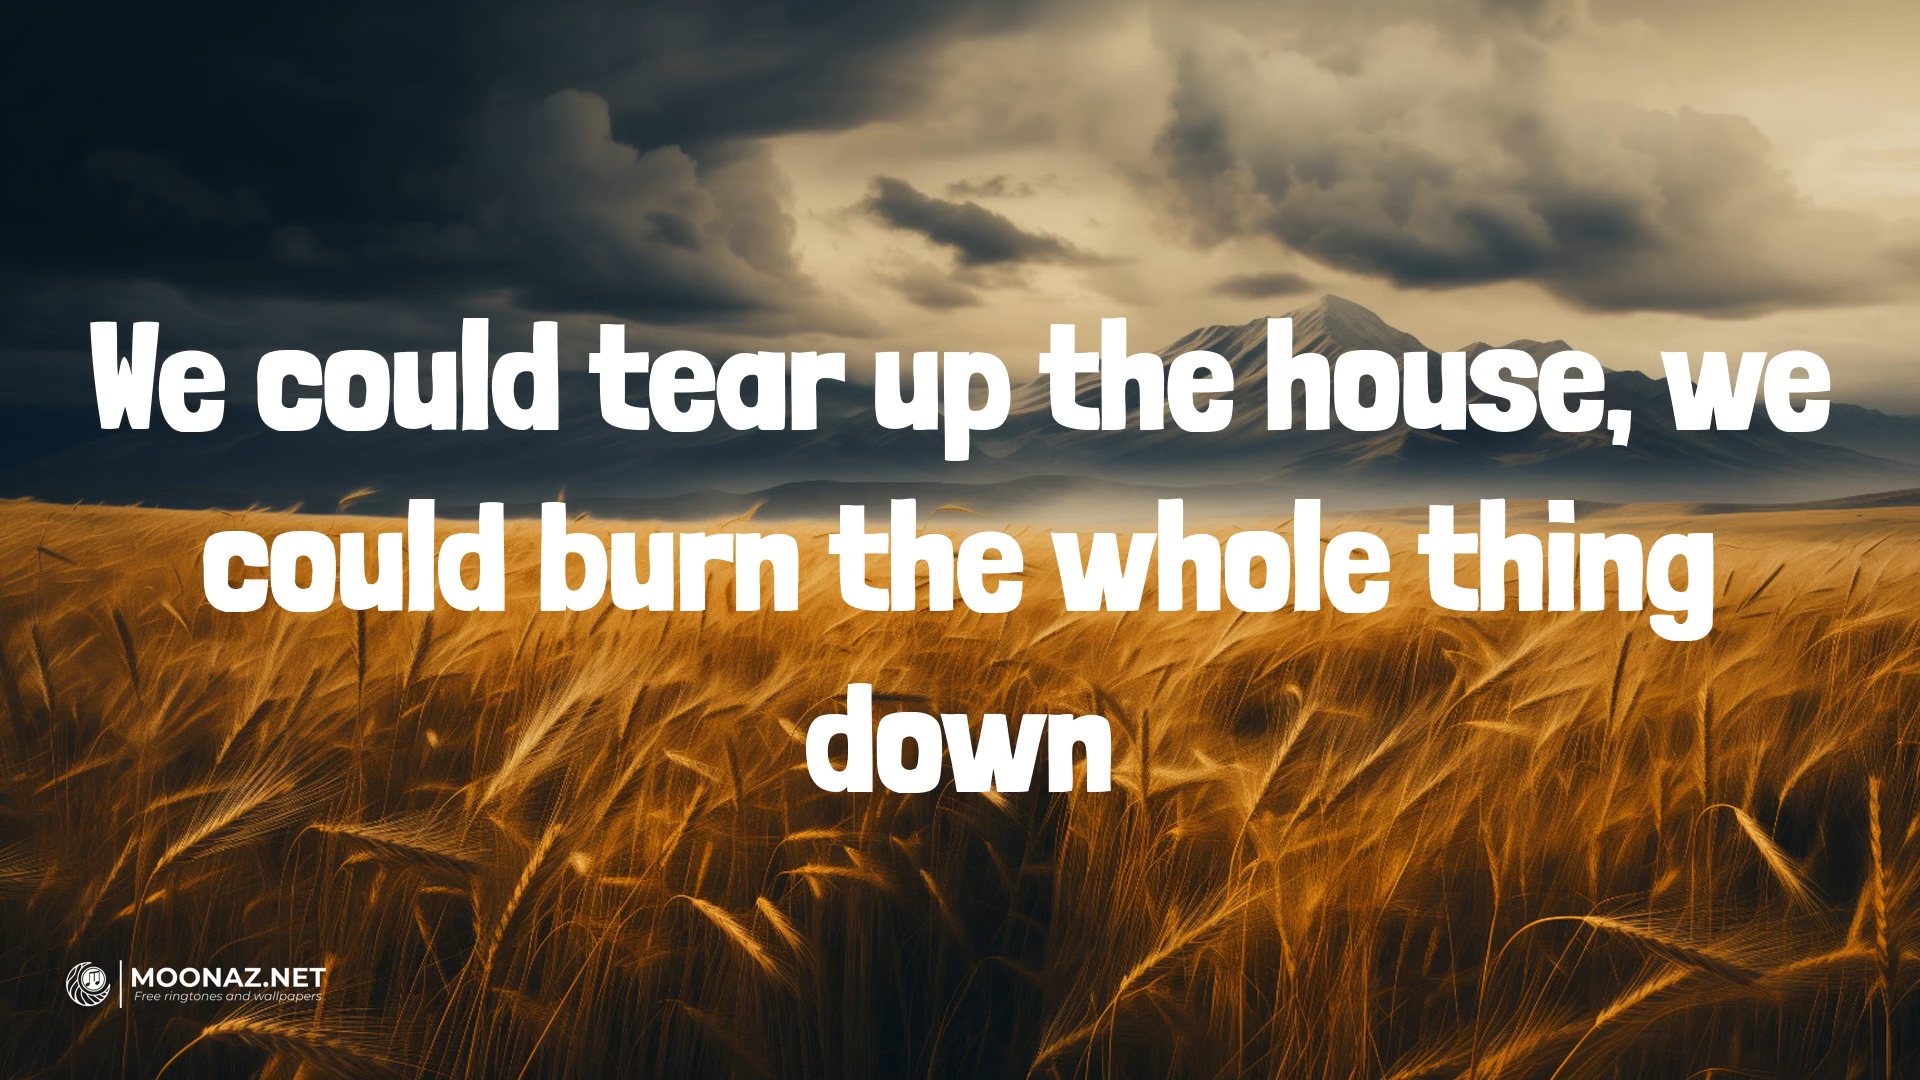 We could tear up the house, we
could burn the whole thing
down
MOONAZ.NET
Free ringtones and wallpapers